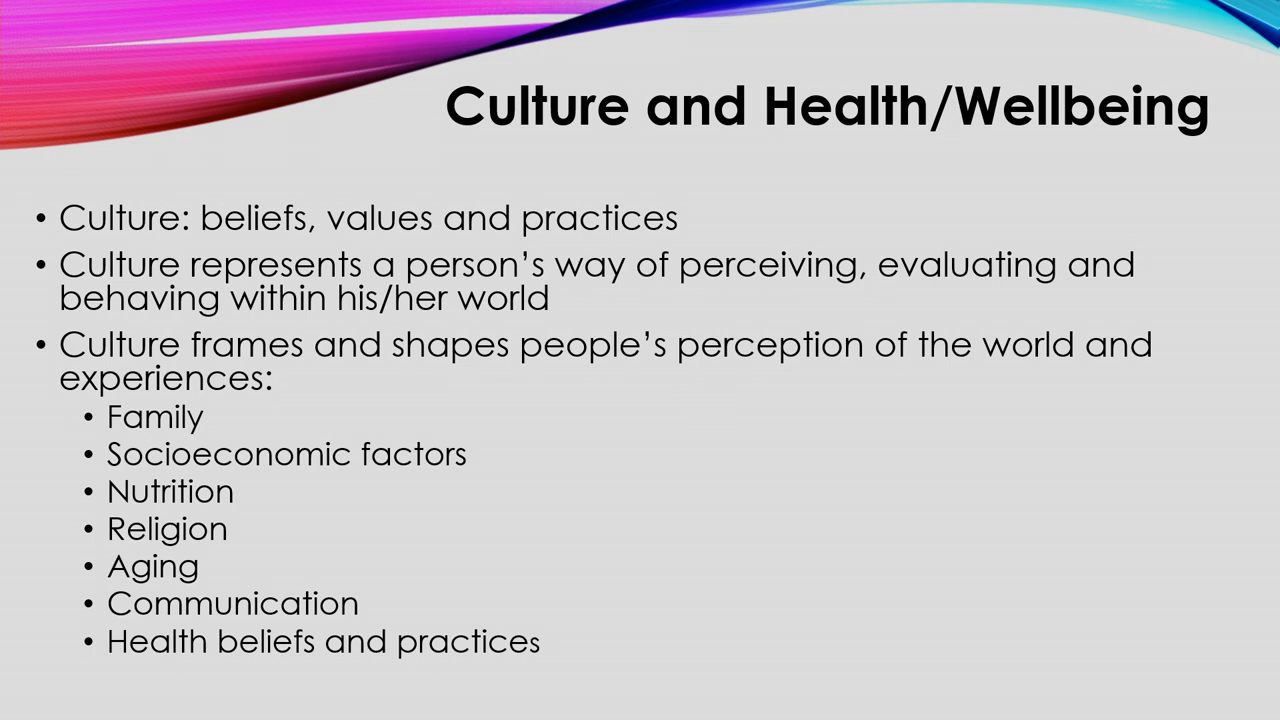 Culture and Health/Wellbeing
• Culture: beliefs, values and practices
• Culture represents a person’s way of perceiving, evaluating and
behaving within his/her world
• Culture frames and shapes people’s perception of the world and
experiences:
• Family
• Socioeconomic factors
• Nutrition
• Religion
• Aging
• Communication
• Health beliefs and practices